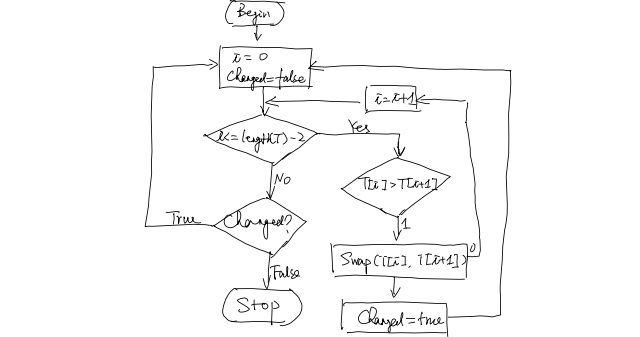 Begin
i = 0
Changed=false
i=i+1
i<=length(T)-2
Yes
T[i]>T[i+1]
NO
True
Changed?
1
Swap(T[i], T[i+1])
0
False
Stop
Changed=true